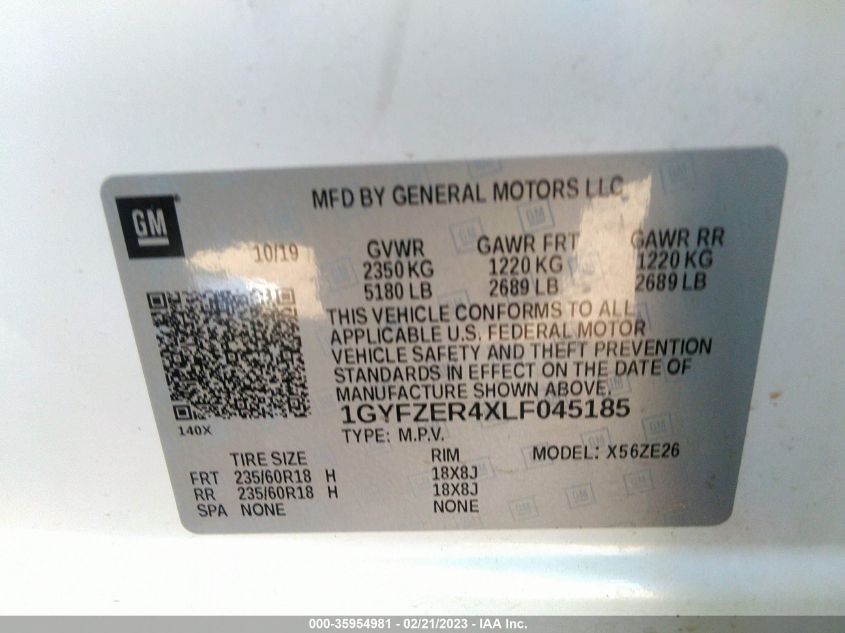 GM
MFD BY GENERAL MOTORS LLC
10/19
GVWR GAWR FRT GAWR RR
2350 KG 1220 KG 1220 KG
5180 LB 2689 LB 2689 LB
THIS VEHICLE CONFORMS TO ALL
APPLICABLE U.S. FEDERAL MOTOR
VEHICLE SAFETY AND THEFT PREVENTION
STANDARDS IN EFFECT ON THE DATE OF
MANUFACTURE SHOWN ABOVE.
1GYFZER4XLF045185
140X
TYPE: M.P.V.
MODEL: X56ZE26
TIRE SIZE RIM
FRT 235/60R18 H 18X8J
RR 235/60R18 H 18X8J
SPA NONE NONE
000-35954981 - 02/21/2023 - IAA Inc.